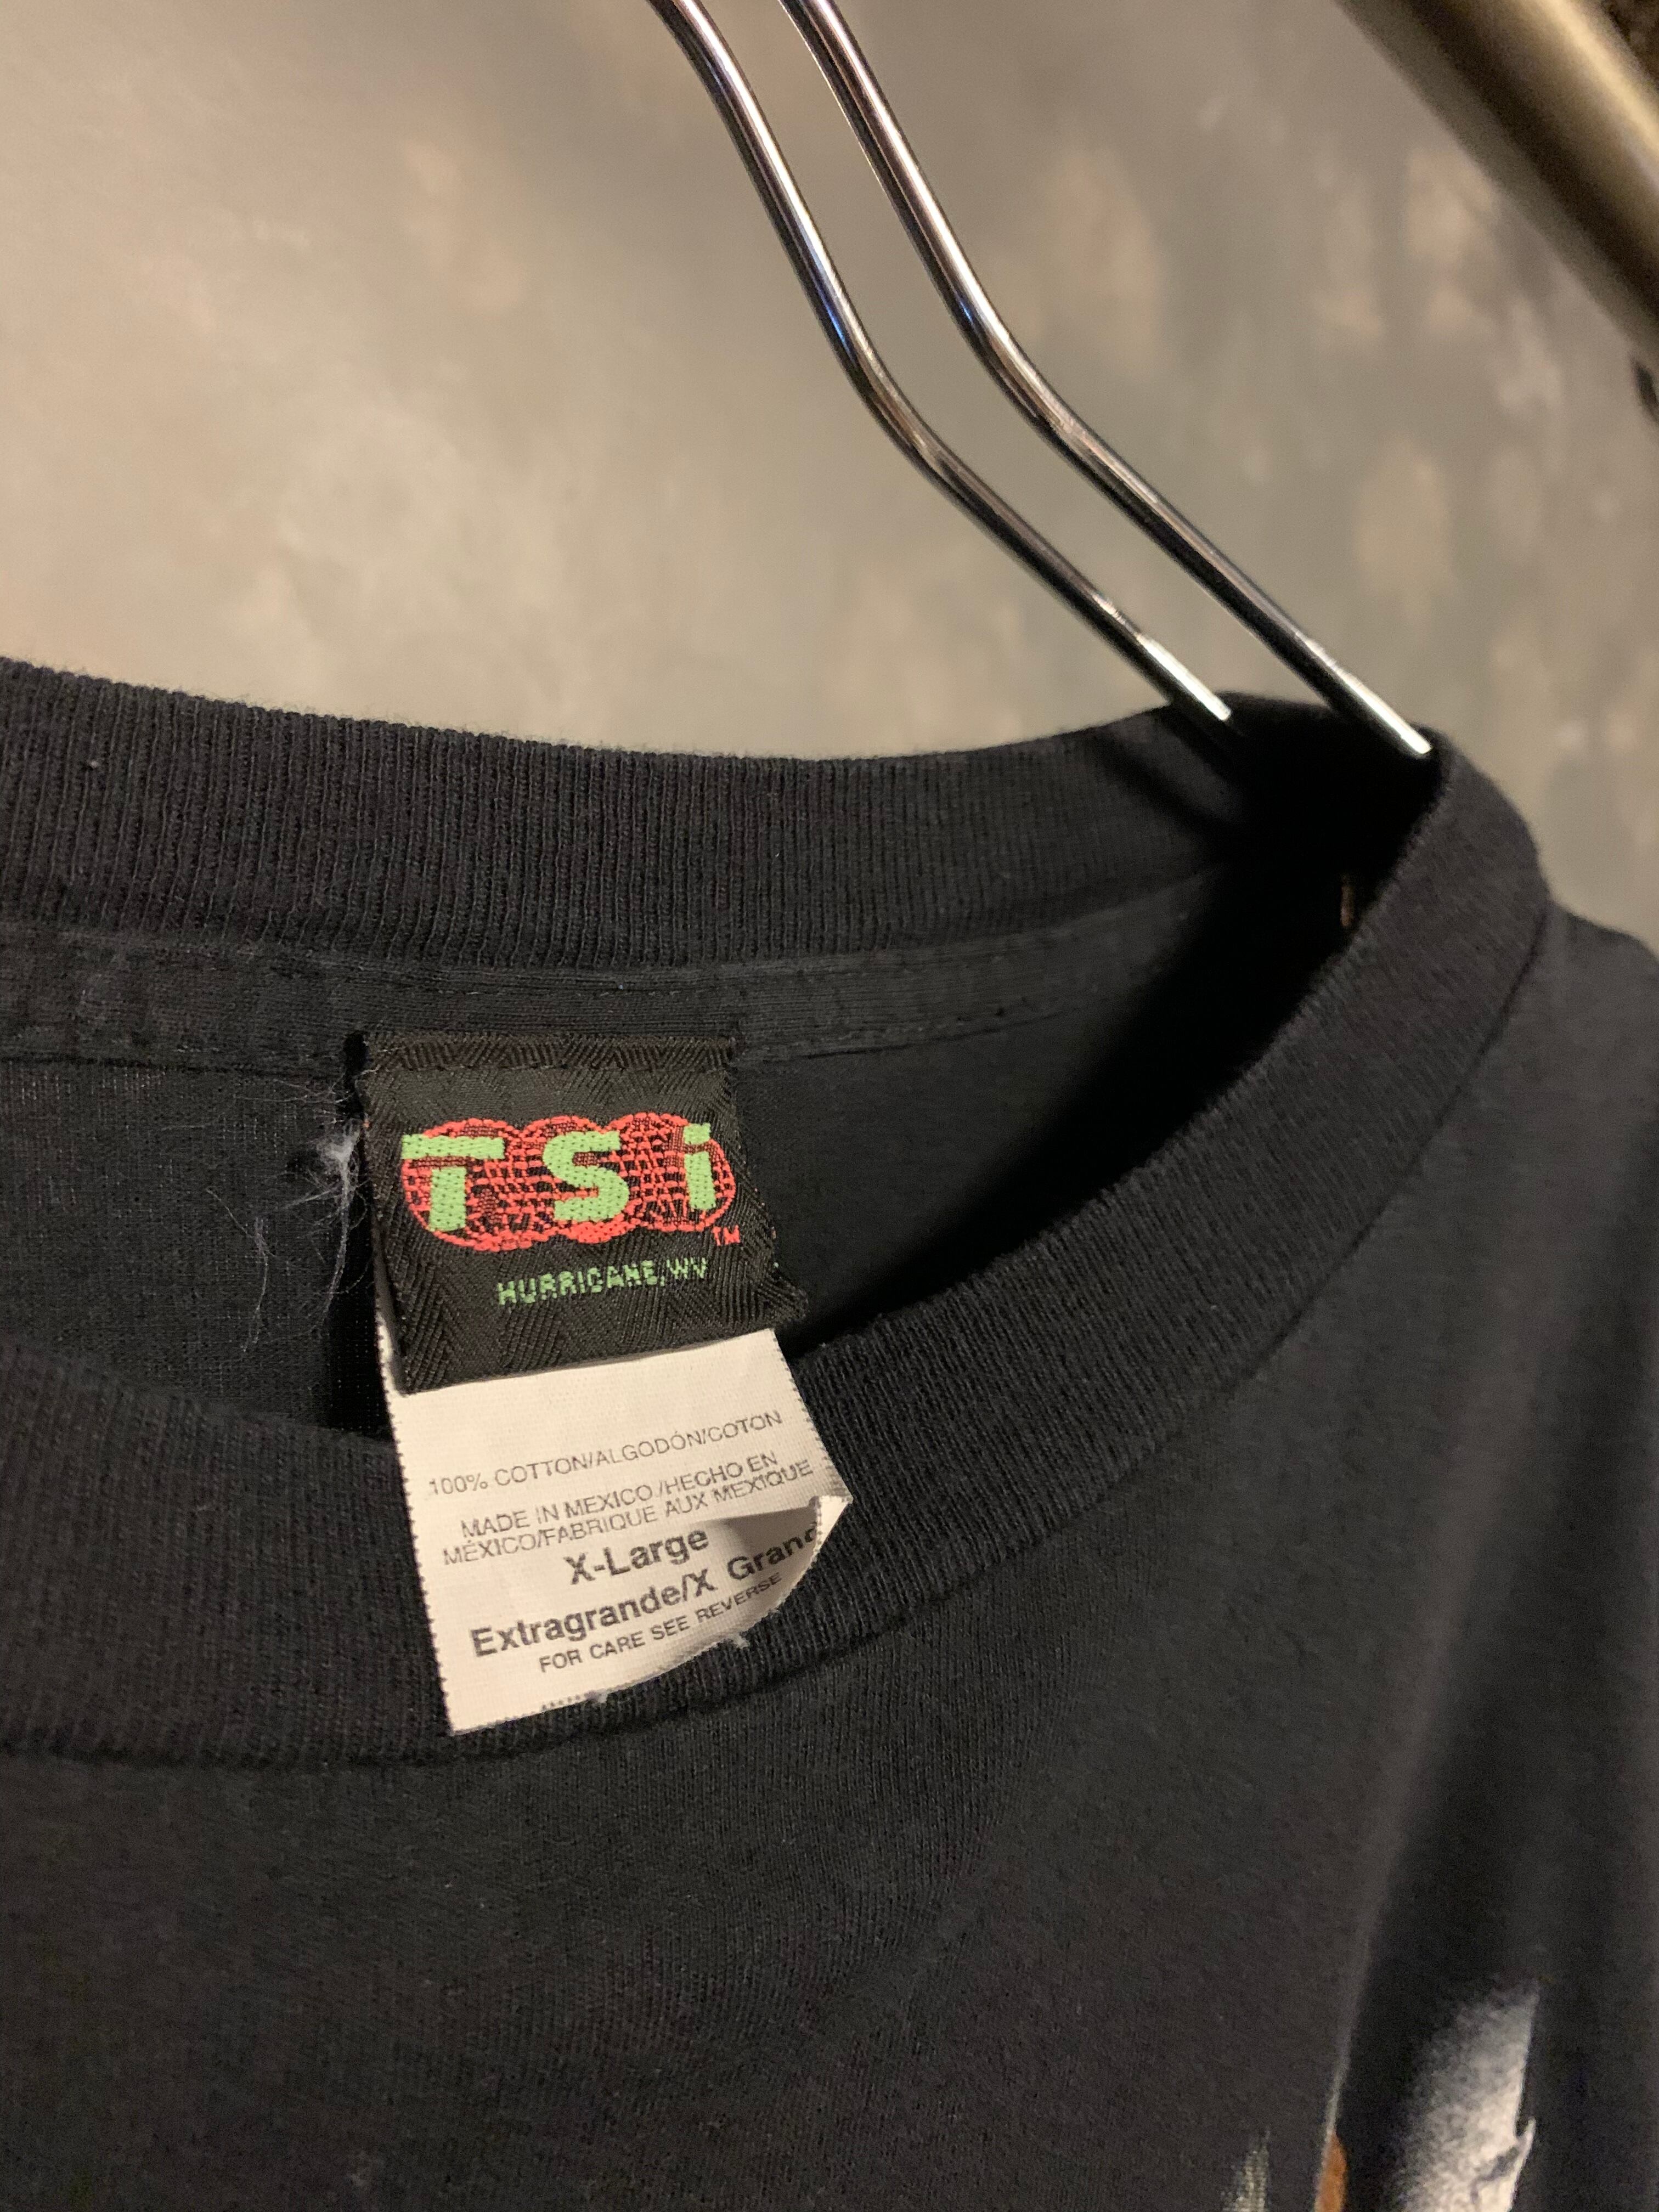 TSi
TM
HURRICANE, WV
100% COTTON/ALGODÓN/COTON
MADE IN MEXICO /HECHO EN
MÉXICO/FABRIQUE AUX MEXIQUE
X-Large
Extragrande/X Grand
FOR CARE SEE REVERSE